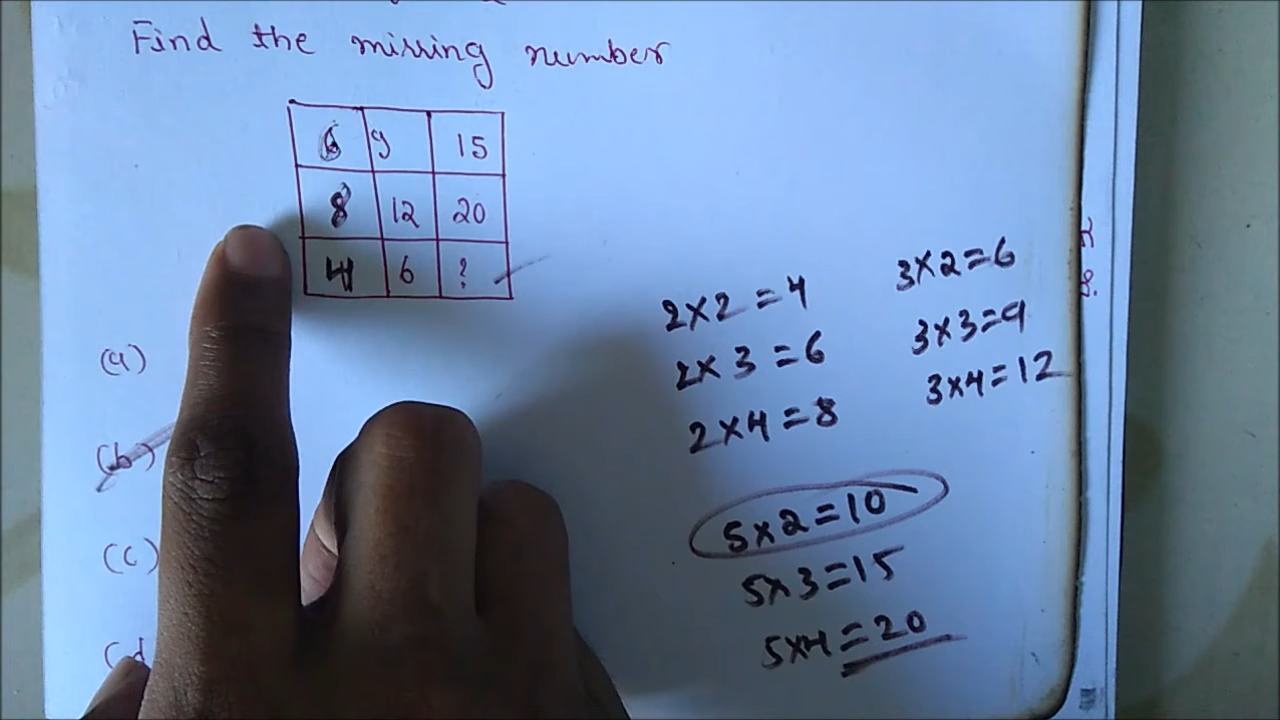 Find the missing number
6 9 15
8 12 20
4 6 ?
(a)
(b)
(c)
(d
2×2=4
2×3=6
2×4=8
3×2=6
3×3=9
3×4=12
5×2=10
5×3=15
5×4=20